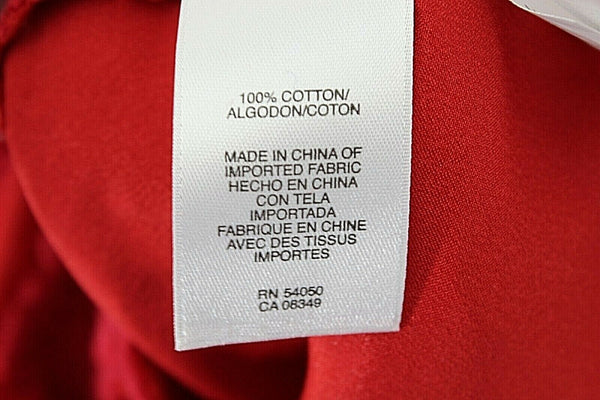 100% COTTON/
ALGODON/COTON
MADE IN CHINA OF
IMPORTED FABRIC
HECHO EN CHINA
CON TELA
IMPORTADA
FABRIQUE EN CHINE
AVEC DES TISSUS
IMPORTES
RN 54050
CA 08349